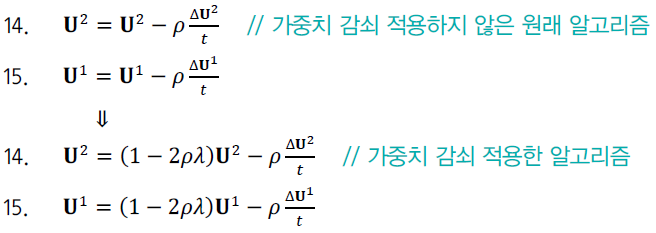 14. U² = U² − ρ ΔU²/t // 가중치 감쇠 적용하지 않은 원래 알고리즘
15. U¹ = U¹ − ρ ΔU¹/t
⇓
14. U² = (1 − 2ρλ)U² − ρ ΔU²/t // 가중치 감쇠 적용한 알고리즘
15. U¹ = (1 − 2ρλ)U¹ − ρ ΔU¹/t